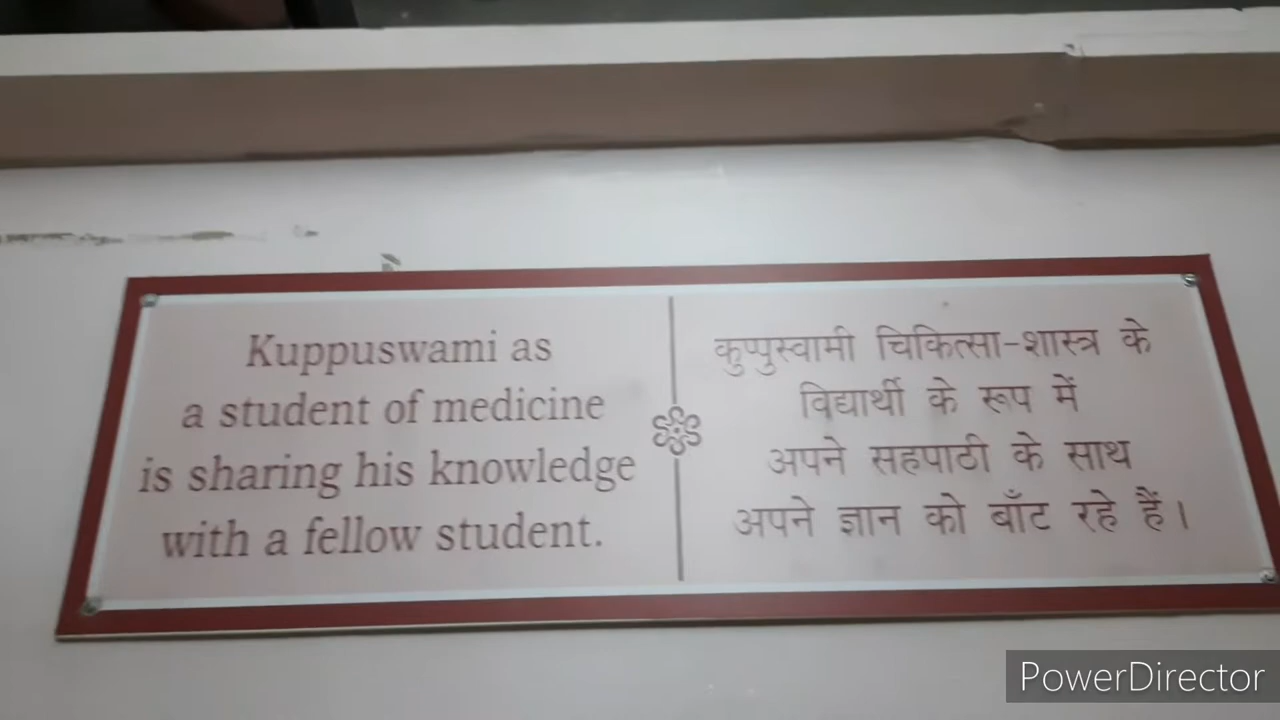 Kuppuswami as
a student of medicine
is sharing his knowledge
with a fellow student.
कुप्पुस्वामी चिकित्सा-शास्त्र के
विद्यार्थी के रूप में
अपने सहपाठी के साथ
अपने ज्ञान को बाँट रहे हैं।
PowerDirector